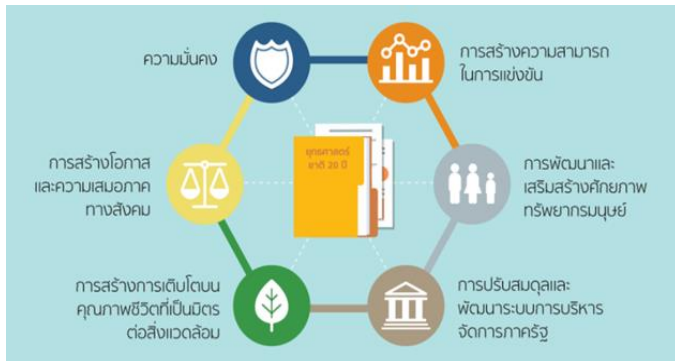 ความมั่นคง
การสร้างความสามารถ
ในการแข่งขัน
การสร้างโอกาส
และความเสมอภาค
ทางสังคม
ยุทธศาสตร์
ชาติ 20 ปี
การพัฒนาและ
เสริมสร้างศักยภาพ
ทรัพยากรมนุษย์
การสร้างการเติบโตบน
คุณภาพชีวิตที่เป็นมิตร
ต่อสิ่งแวดล้อม
การปรับสมดุลและ
พัฒนาระบบการบริหาร
จัดการภาครัฐ